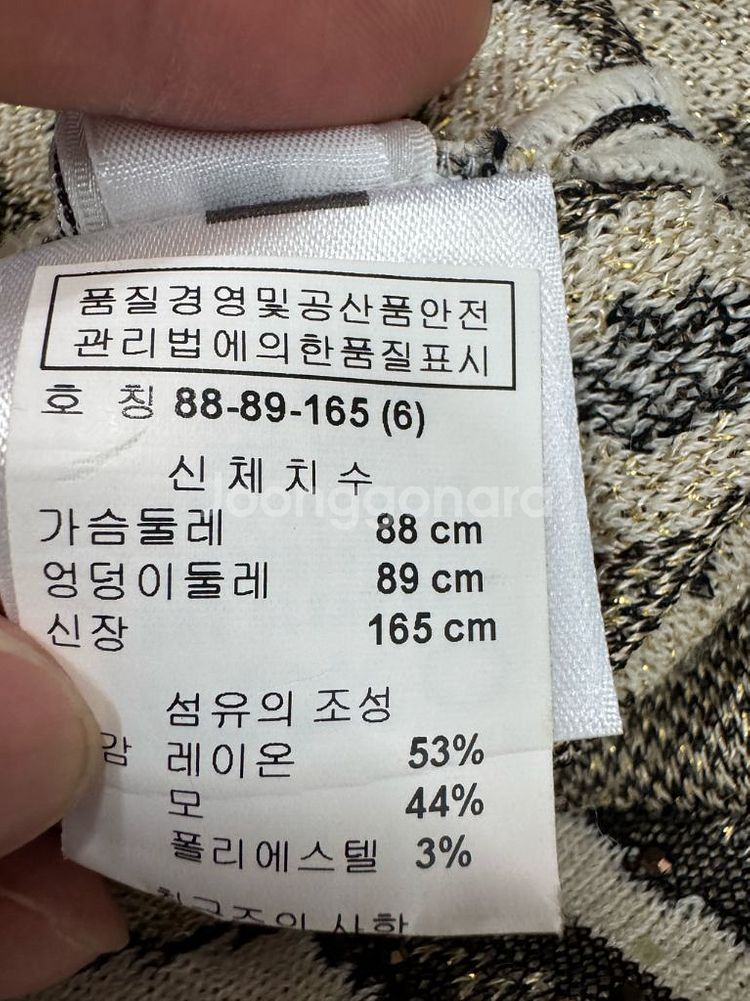 품질경영및공산품안전
관리법에의한품질표시
호 칭 88-89-165 (6)
신체치수
가슴둘레 88 cm
엉덩이둘레 89 cm
신장 165 cm
섬유의 조성
감 레이온 53%
모 44%
폴리에스텔 3%
joonggonara